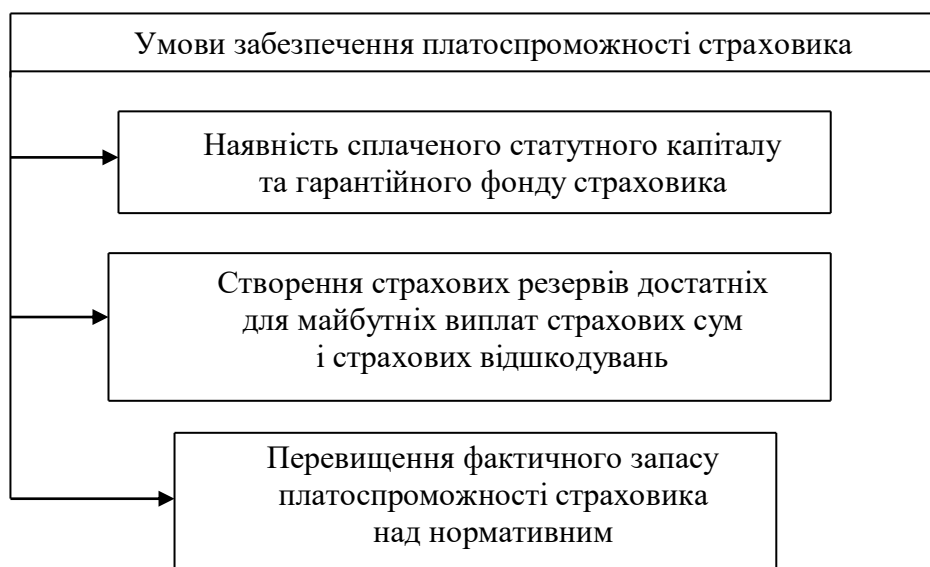 Умови забезпечення платоспроможності страховика
Наявність сплаченого статутного капіталу
та гарантійного фонду страховика
Створення страхових резервів достатніх
для майбутніх виплат страхових сум
і страхових відшкодувань
Перевищення фактичного запасу
платоспроможності страховика
над нормативним